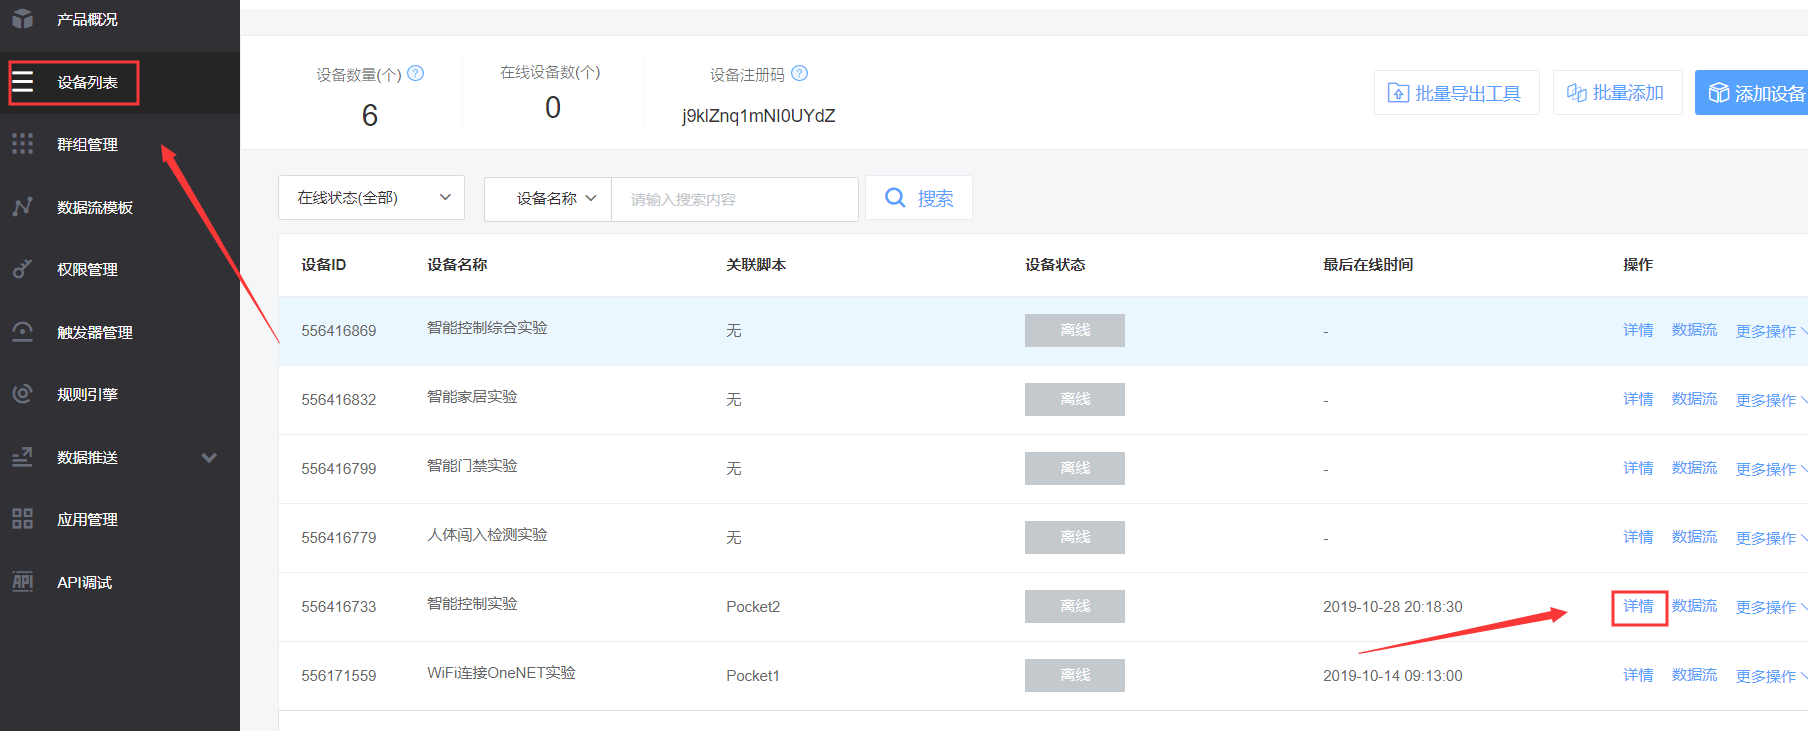 产品概况
设备列表
群组管理
数据流模板
权限管理
触发器管理
规则引擎
数据推送
应用管理
API调试
设备数量(个) ?
6
在线设备数(个)
0
设备注册码 ?
批量导出工具
批量添加
添加设备
在线状态(全部)
设备名称
请输入搜索内容
搜索
设备ID 设备名称 关联脚本 设备状态 最后在线时间 操作
556416869 智能控制综合实验 无 离线 - 详情 数据流 更多操作
556416832 智能家居实验 无 离线 - 详情 数据流 更多操作
556416799 智能门禁实验 无 离线 - 详情 数据流 更多操作
556416779 人体闯入检测实验 无 离线 - 详情 数据流 更多操作
556416733 智能控制实验 Pocket2 离线 2019-10-28 20:18:30 详情 数据流 更多操作
556171559 WiFi连接OneNET实验 Pocket1 离线 2019-10-14 09:13:00 详情 数据流 更多操作